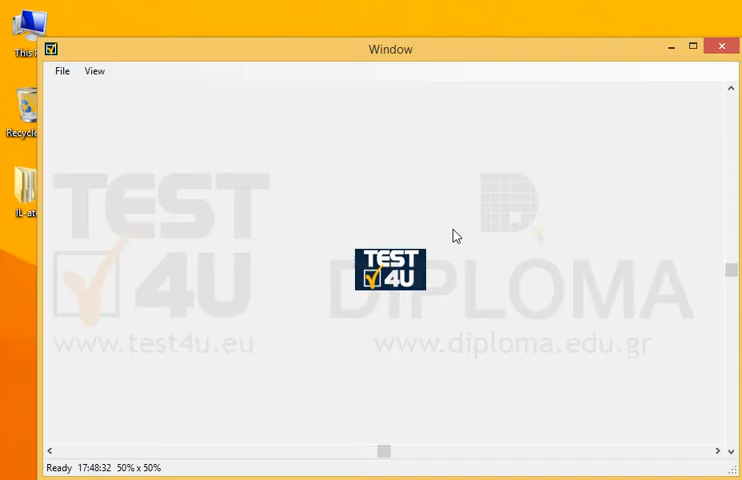 This
Window
File View
Recycle
IL-ate
TEST
4U
www.test4u.eu
TEST
4U
DIPLOMA
www.diploma.edu.gr
Ready 17:48:32 50% x 50%